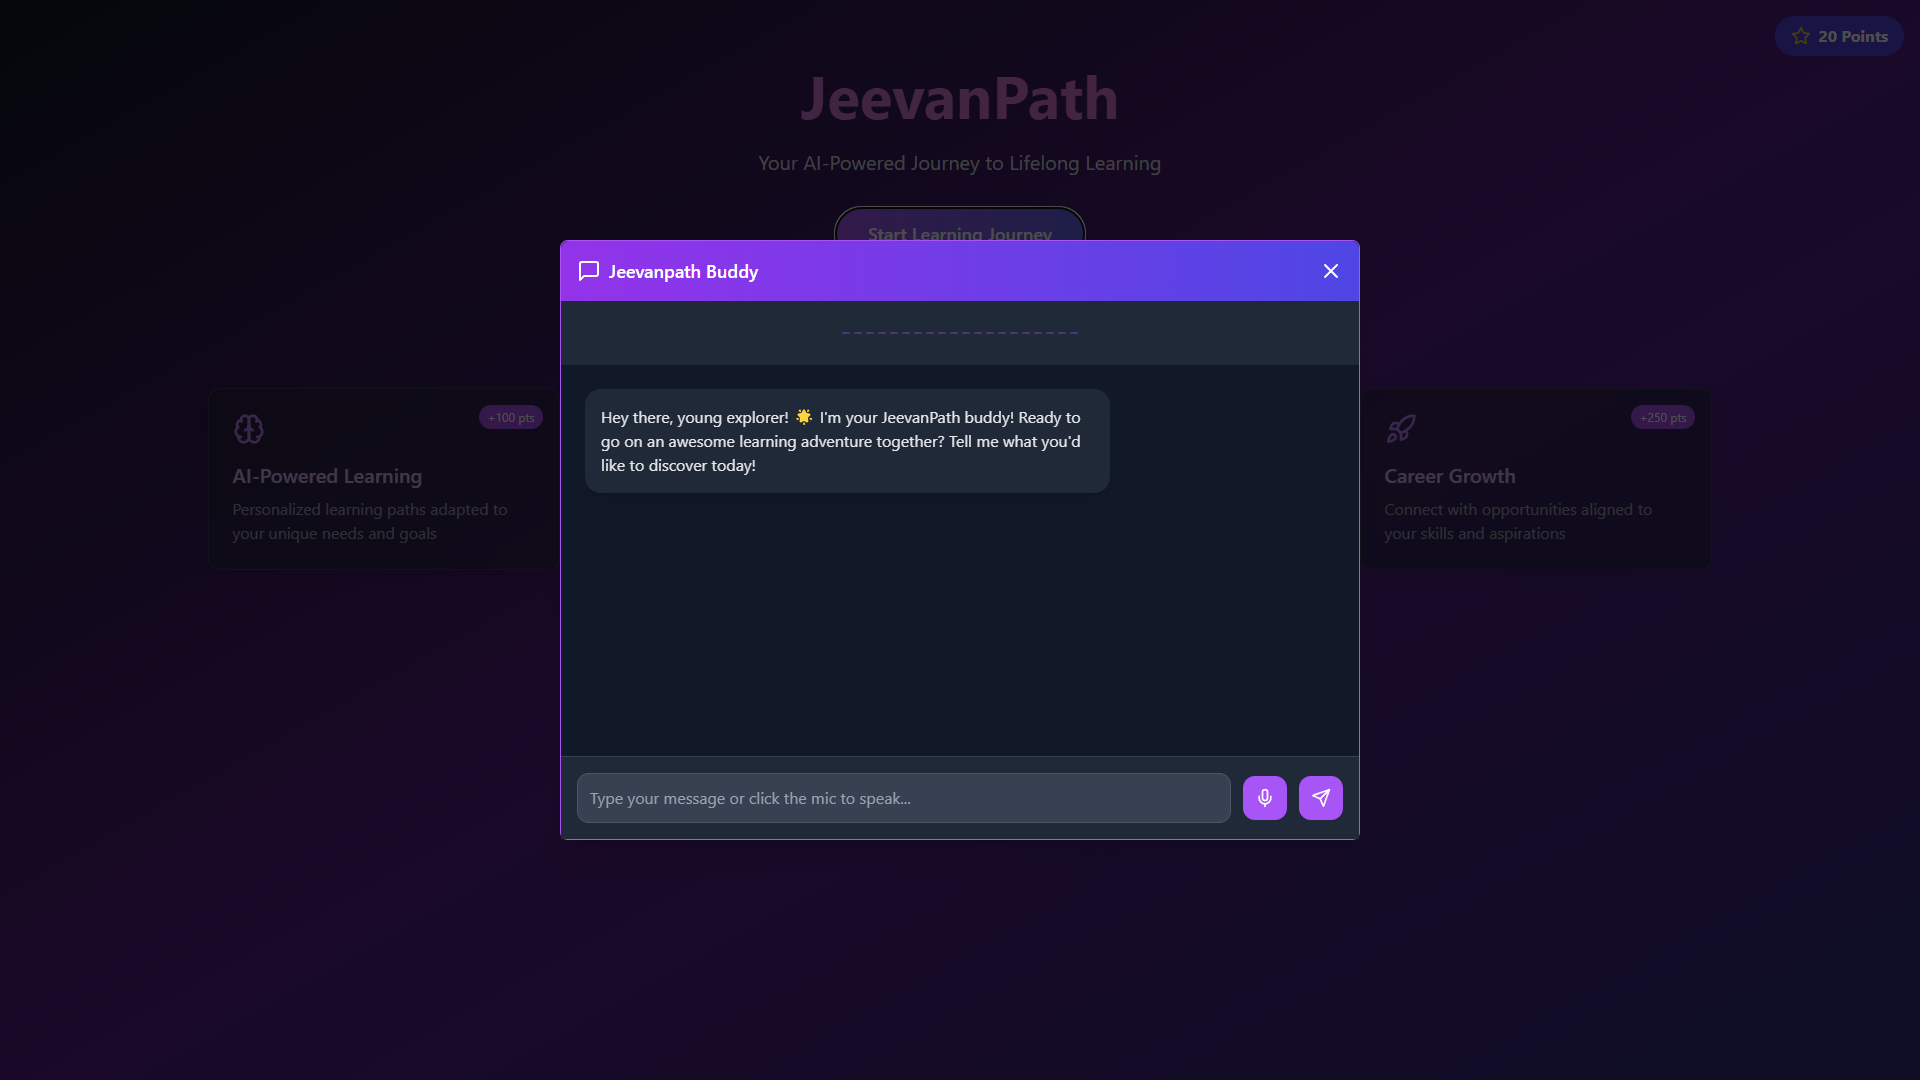 20 Points
JeevanPath
Your AI-Powered Journey to Lifelong Learning
Start Learning Journey
Jeevanpath Buddy
Hey there, young explorer! 🌟 I'm your JeevanPath buddy! Ready to
go on an awesome learning adventure together? Tell me what you'd
like to discover today!
+100 pts
AI-Powered Learning
Personalized learning paths adapted to
your unique needs and goals
+250 pts
Career Growth
Connect with opportunities aligned to
your skills and aspirations
Type your message or click the mic to speak...